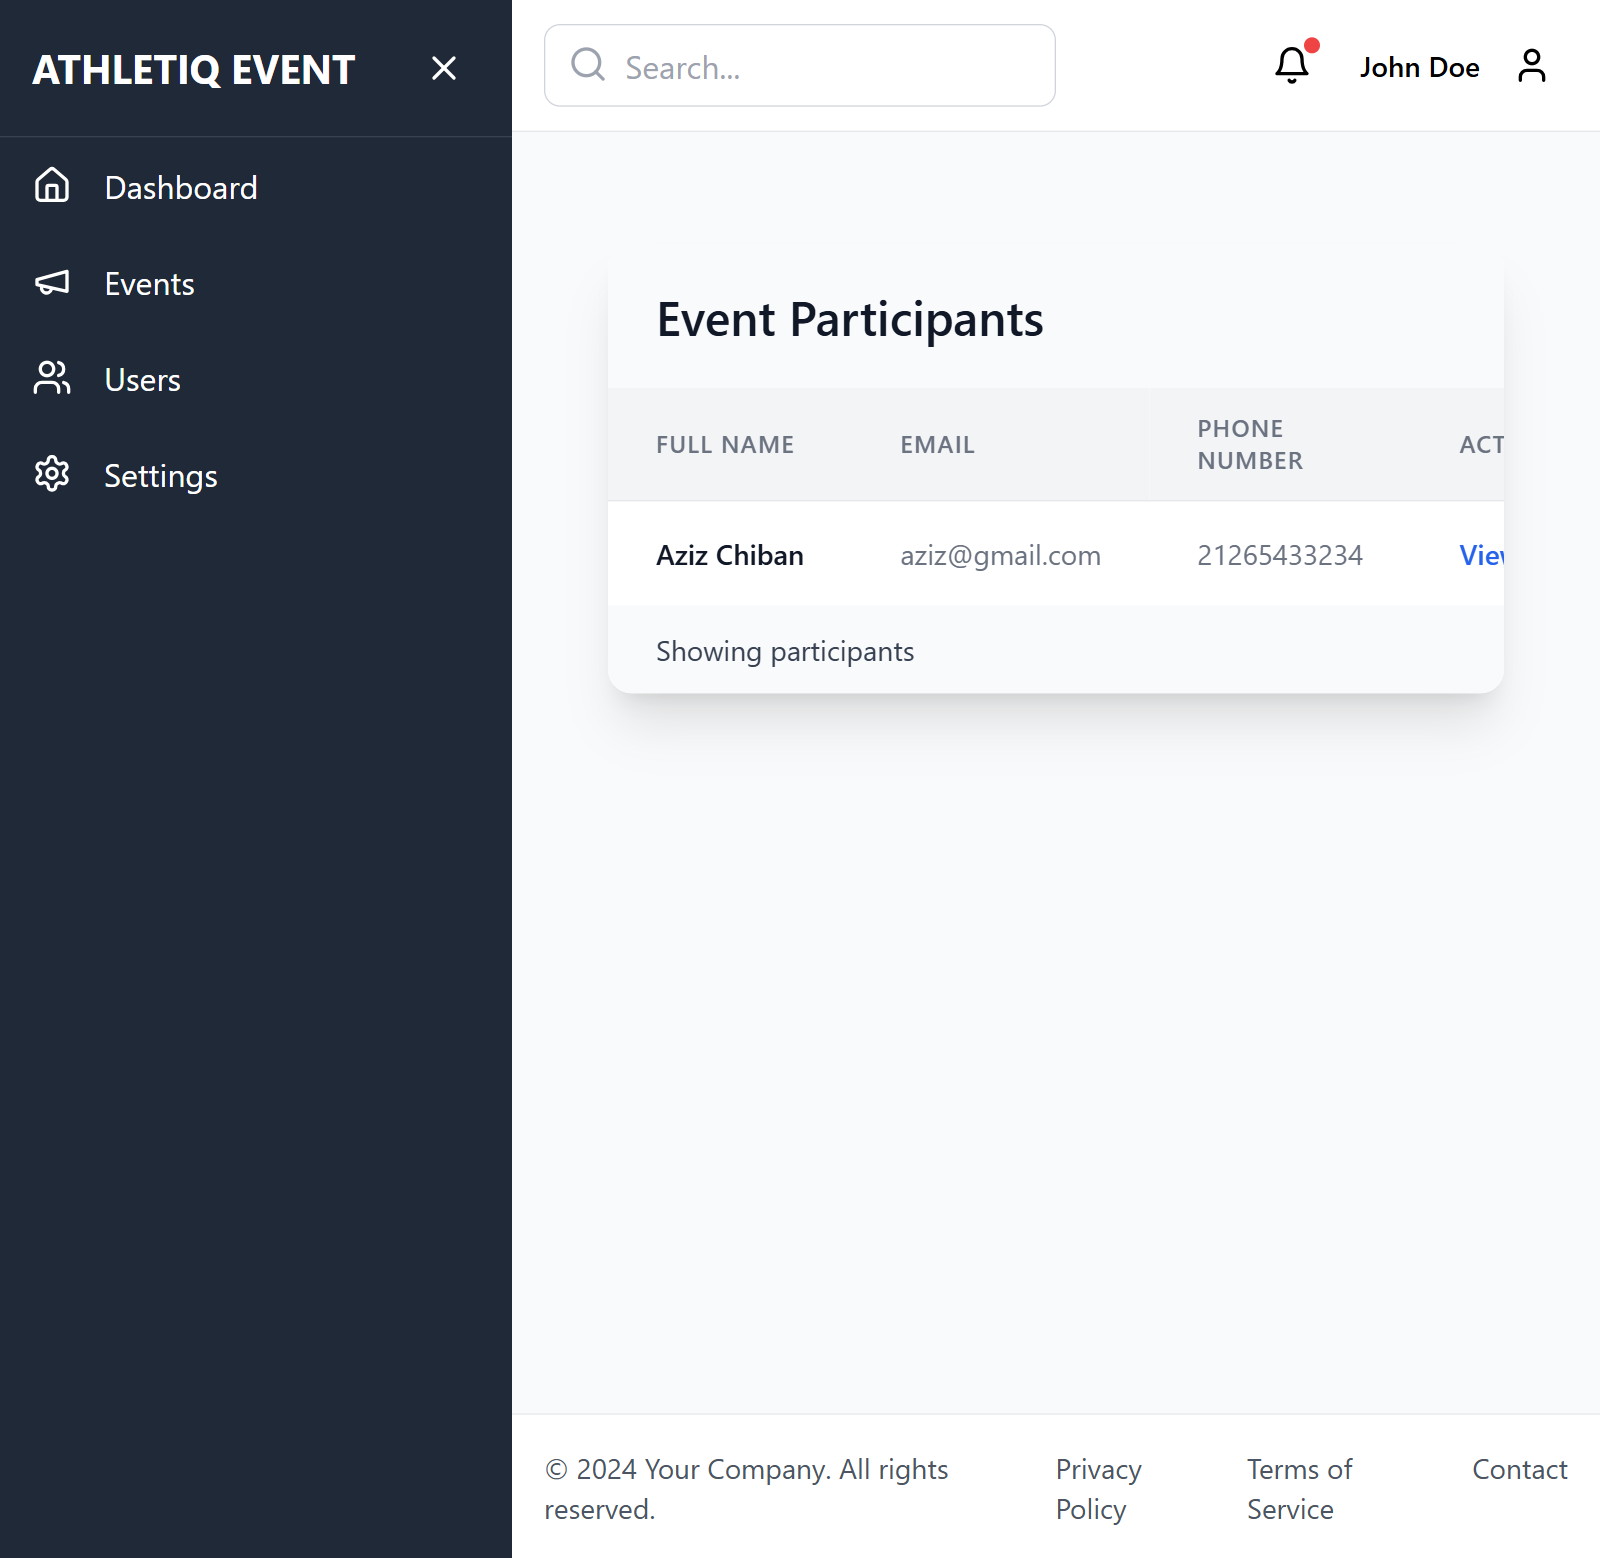 ATHLETIQ EVENT
Dashboard
Events
Users
Settings
Search...
John Doe
Event Participants
FULL NAME EMAIL PHONE NUMBER ACT
Aziz Chiban aziz@gmail.com 21265433234
Showing participants
© 2024 Your Company. All rights
reserved.
Privacy
Policy
Terms of
Service
Contact